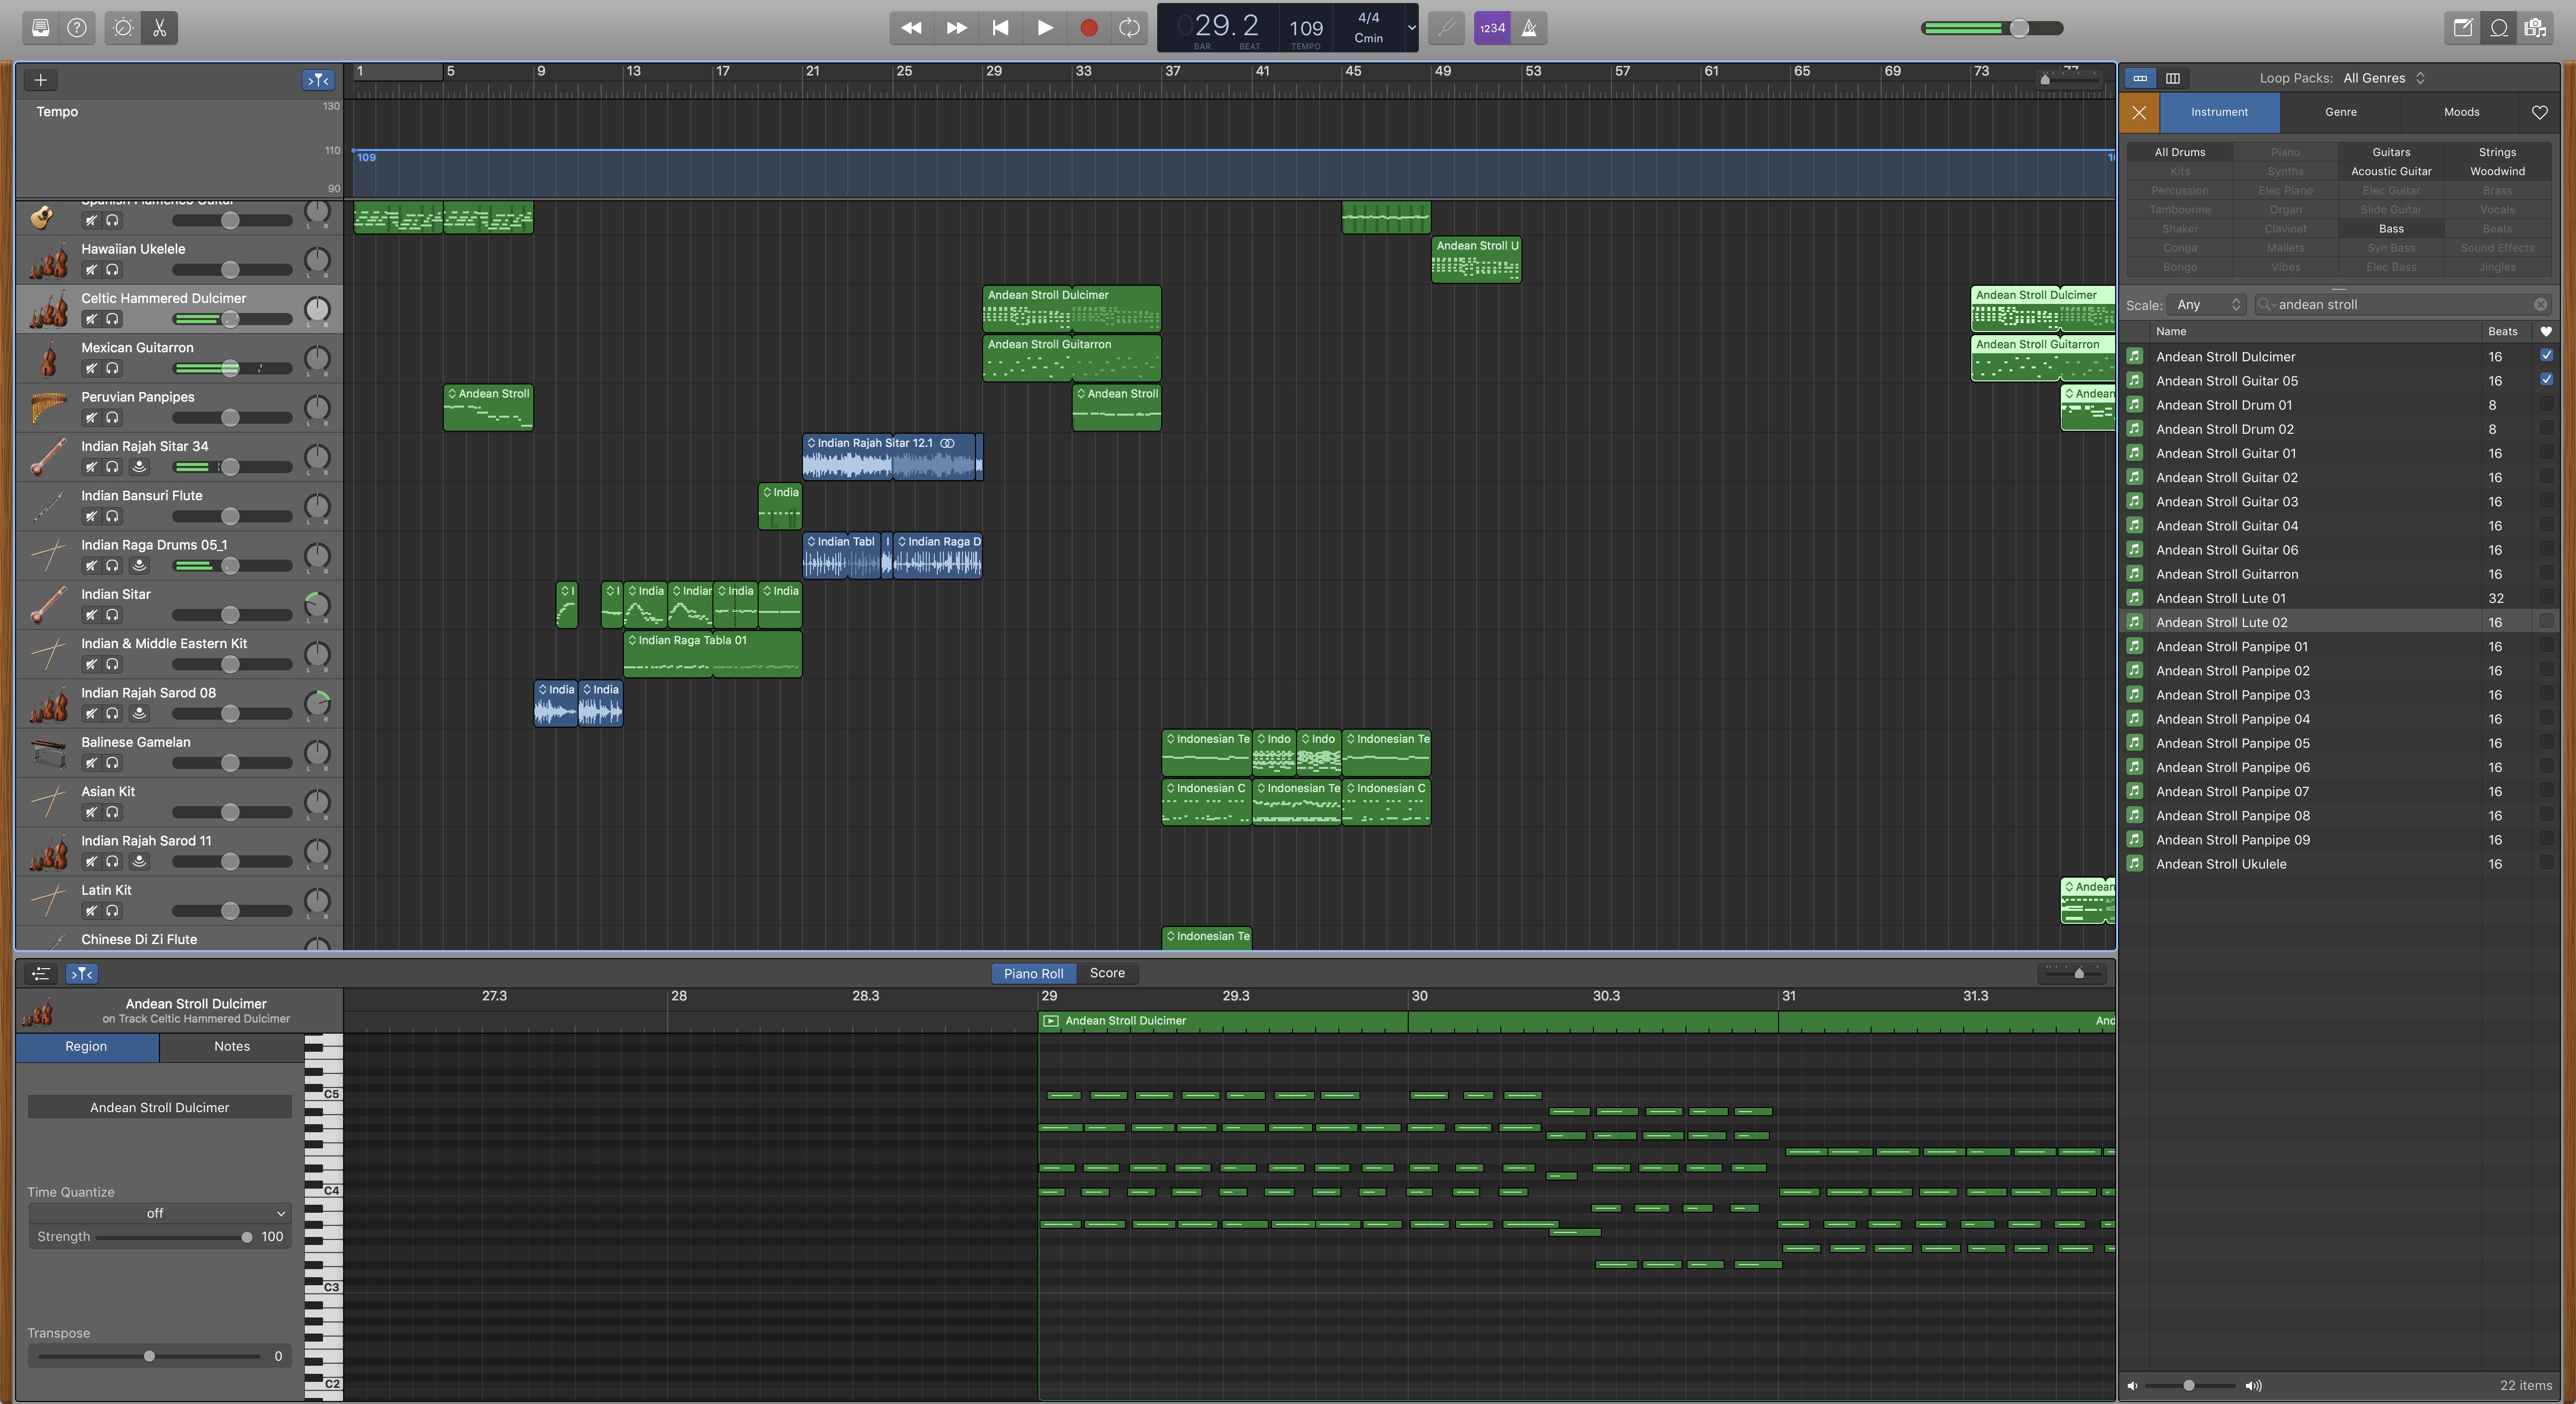 29.2 109 4/4
BAR BEAT TEMPO Cmin
1234
1 5 9 13 17 21 25 29 33 37 41 45 49 53 57 61 65 69 73 77
Tempo
130
110
90
109
Spanish Flamenco Guitar
L R
Hawaiian Ukelele
Andean Stroll U
L R
Celtic Hammered Dulcimer
Andean Stroll Dulcimer Andean Stroll Dulcimer
L R
Mexican Guitarron
Andean Stroll Guitarron Andean Stroll Guitarron
L R
Peruvian Panpipes
Andean Stroll Andean Stroll Andean
L R
Indian Rajah Sitar 34
Indian Rajah Sitar 12.1
L R
Indian Bansuri Flute
India
L R
Indian Raga Drums 05_1
Indian Tabl I Indian Raga D
L R
Indian Sitar
I I India Indian India India
L R
Indian & Middle Eastern Kit
Indian Raga Tabla 01
L R
Indian Rajah Sarod 08
India India
L R
Balinese Gamelan
Indonesian Te Indo Indo Indonesian Te
L R
Asian Kit
Indonesian C Indonesian Te Indonesian C
L R
Indian Rajah Sarod 11
L R
Latin Kit
Andean
L R
Chinese Di Zi Flute
Indonesian Te
Loop Packs: All Genres
Instrument Genre Moods
All Drums Piano Guitars Strings
Kits Synths Acoustic Guitar Woodwind
Percussion Elec Piano Elec Guitar Brass
Tambourine Organ Slide Guitar Vocals
Shaker Clavinet Bass Beats
Conga Mallets Syn Bass Sound Effects
Bongo Vibes Elec Bass Jingles
Scale: Any andean stroll
Name Beats
Andean Stroll Dulcimer 16
Andean Stroll Guitar 05 16
Andean Stroll Drum 01 8
Andean Stroll Drum 02 8
Andean Stroll Guitar 01 16
Andean Stroll Guitar 02 16
Andean Stroll Guitar 03 16
Andean Stroll Guitar 04 16
Andean Stroll Guitar 06 16
Andean Stroll Guitarron 16
Andean Stroll Lute 01 32
Andean Stroll Lute 02 16
Andean Stroll Panpipe 01 16
Andean Stroll Panpipe 02 16
Andean Stroll Panpipe 03 16
Andean Stroll Panpipe 04 16
Andean Stroll Panpipe 05 16
Andean Stroll Panpipe 06 16
Andean Stroll Panpipe 07 16
Andean Stroll Panpipe 08 16
Andean Stroll Panpipe 09 16
Andean Stroll Ukulele 16
22 items
Piano Roll Score
Andean Stroll Dulcimer
on Track Celtic Hammered Dulcimer
27.3 28 28.3 29 29.3 30 30.3 31 31.3
Andean Stroll Dulcimer And
Region Notes
Andean Stroll Dulcimer
Time Quantize
off
Strength 100
Transpose
0
C5
C4
C3
C2